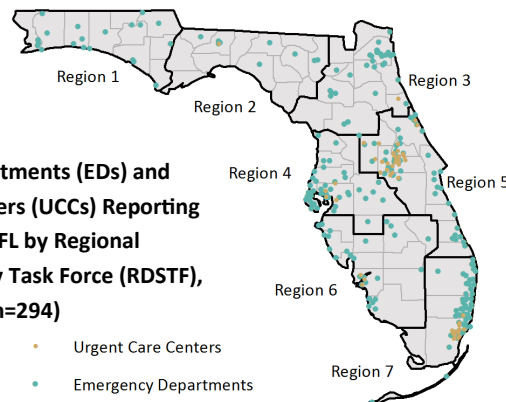 Region 1
Region 2
Region 3
Region 4
Region 5
tments (EDs) and
ers (UCCs) Reporting
FL by Regional
y Task Force (RDSTF),
n=294)
Region 6
Urgent Care Centers
Region 7
Emergency Departments